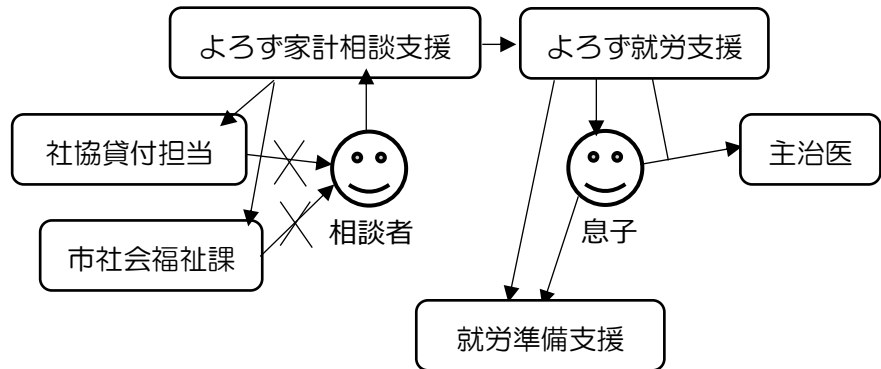 よろず家計相談支援
よろず就労支援
社協貸付担当
主治医
相談者
息子
市社会福祉課
就労準備支援